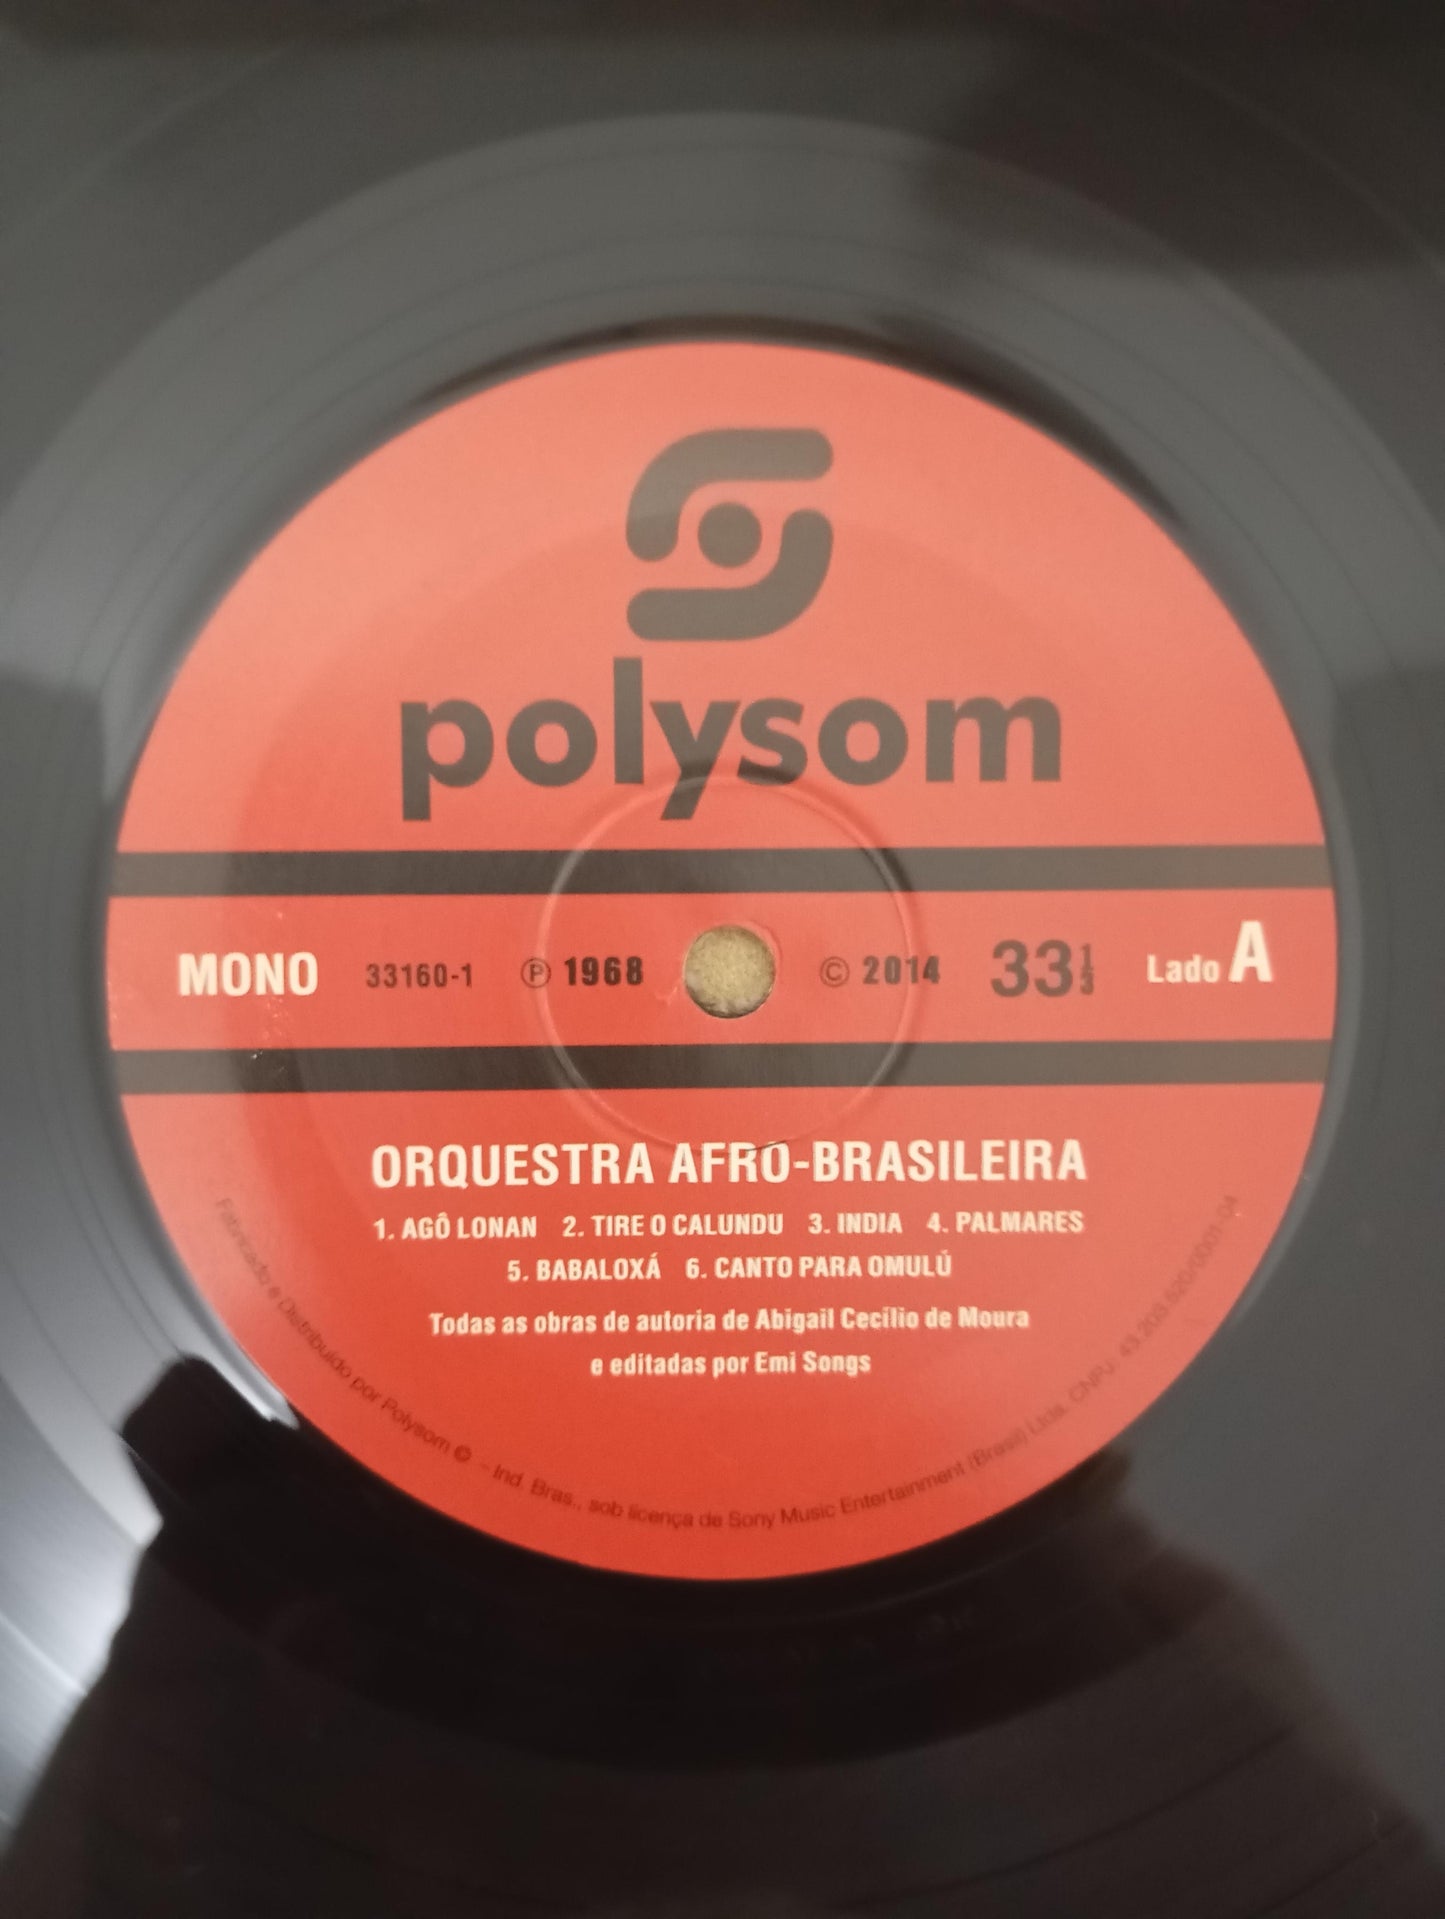 polysom
MONO 33160-1 ℗ 1968 © 2014 33 1/3 Lado A
ORQUESTRA AFRO-BRASILEIRA
1. AGÔ LONAN 2. TIRE O CALUNDU 3. INDIA 4. PALMARES
5. BABALOXÁ 6. CANTO PARA OMULÚ
Todas as obras de autoria de Abigail Cecílio de Moura
e editadas por Emi Songs
Fabricado e Distribuído por Polysom © - Ind. Bras., sob licença de Sony Music Entertainment (Brasil) Ltda. CNPJ: 43.203.520/0001-04